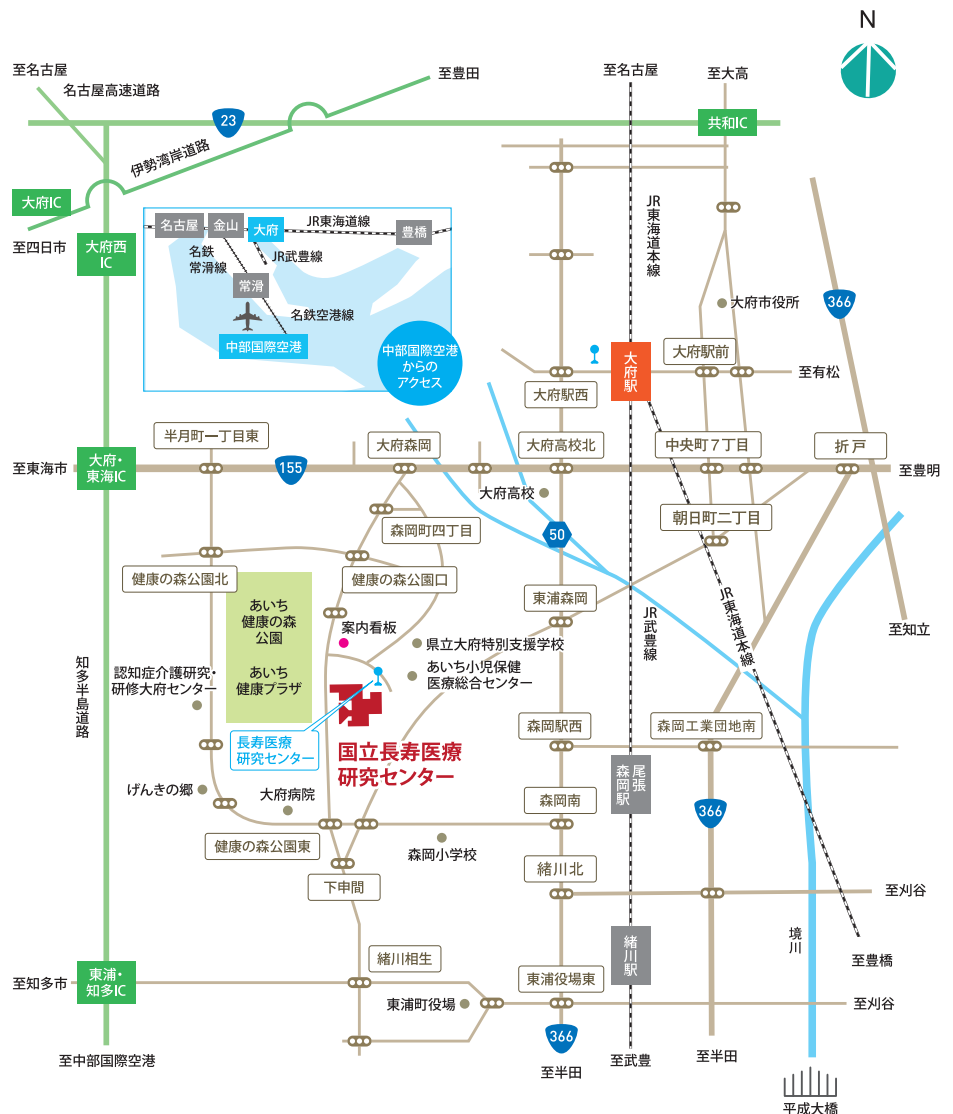 N
至名古屋
名古屋高速道路
至豊田
至名古屋
至大高
23
共和IC
伊勢湾岸道路
大府IC
至四日市
大府西
IC
名古屋
金山
大府
JR東海道線
豊橋
名鉄
常滑線
JR武豊線
常滑
名鉄空港線
中部国際空港
中部国際空港
からの
アクセス
JR東海道本線
大府市役所
366
大府駅
大府駅前
至有松
大府駅西
半月町一丁目東
大府森岡
大府高校北
中央町7丁目
折戸
至東海市
大府・
東海IC
155
至豊明
大府高校
森岡町四丁目
50
朝日町二丁目
健康の森公園北
健康の森公園口
東浦森岡
あいち
健康の森
公園
案内看板
JR武豊線
JR東海道本線
至知立
県立大府特別支援学校
知多半島道路
認知症介護研究・
研修大府センター
あいち
健康プラザ
あいち小児保健
医療総合センター
長寿医療
研究センター
国立長寿医療
研究センター
森岡駅西
森岡工業団地南
尾張
森岡駅
げんきの郷
大府病院
森岡南
366
健康の森公園東
森岡小学校
下申間
緒川北
至刈谷
緒川駅
境川
緒川相生
至豊橋
至知多市
東浦・
知多IC
東浦役場東
東浦町役場
至刈谷
366
至中部国際空港
至半田
至武豊
至半田
平成大橋